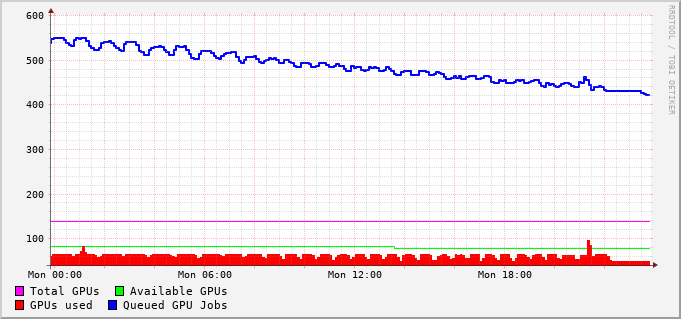 600
500
400
300
200
100
Mon 00:00 Mon 06:00 Mon 12:00 Mon 18:00
Total GPUs Available GPUs
GPUs used Queued GPU Jobs
RRDTOOL / TOBI OETIKER